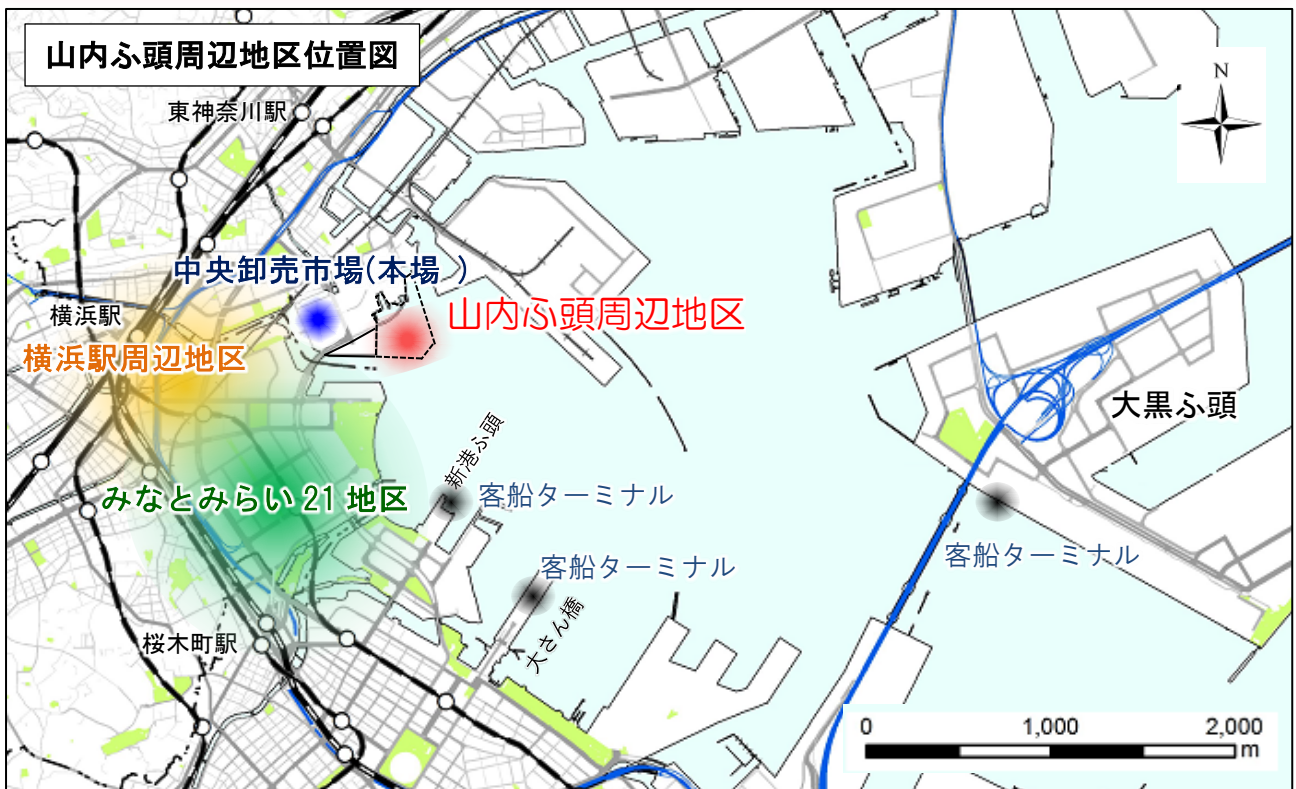 山内ふ頭周辺地区位置図
N
東神奈川駅
中央卸売市場(本場 )
山内ふ頭周辺地区
横浜駅
横浜駅周辺地区
大黒ふ頭
新港ふ頭
みなとみらい21地区
客船ターミナル
客船ターミナル
客船ターミナル
大さん橋
桜木町駅
0 1,000 2,000
m